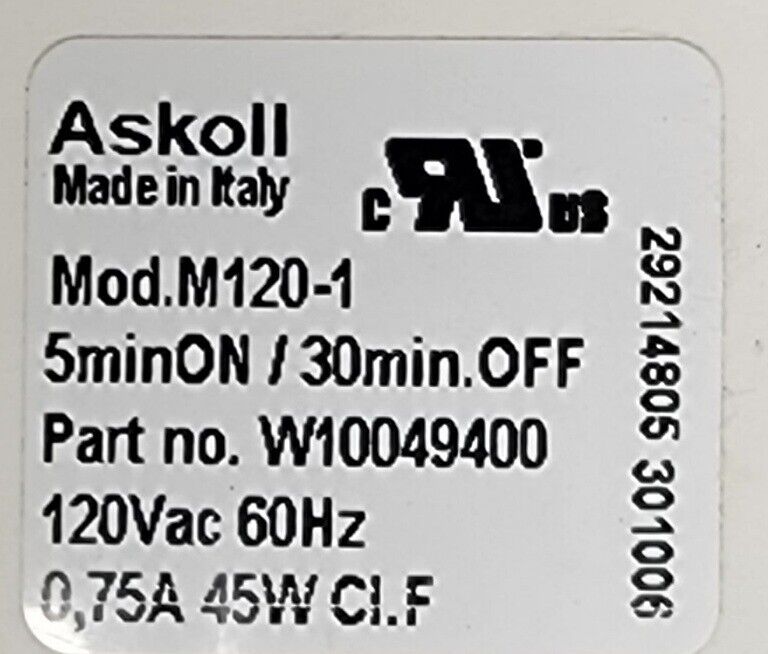 Askoll
Made in Italy
c RU us
Mod.M120-1
5minON / 30min.OFF
Part no. W10049400
120Vac 60Hz
0,75A 45W Cl.F
29214805 301006